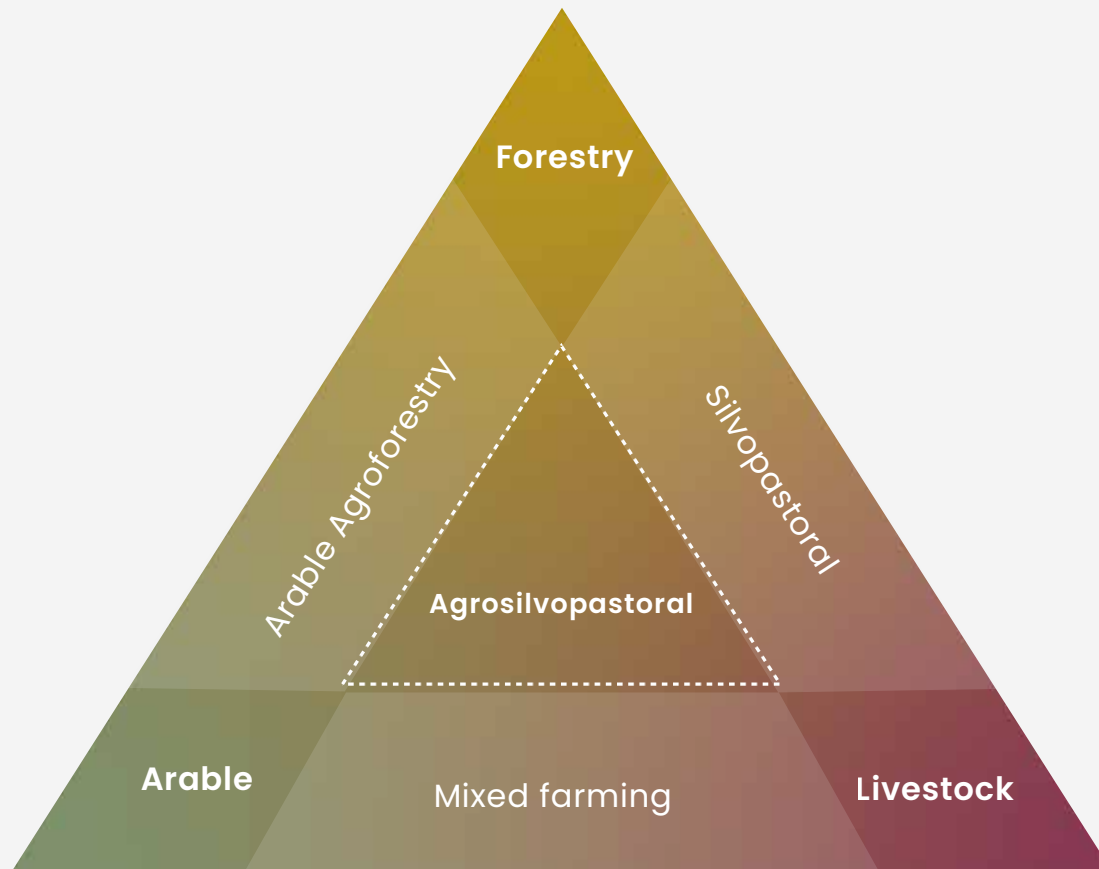 Forestry
Arable Agroforestry
Silvopastoral
Agrosilvopastoral
Arable
Mixed farming
Livestock